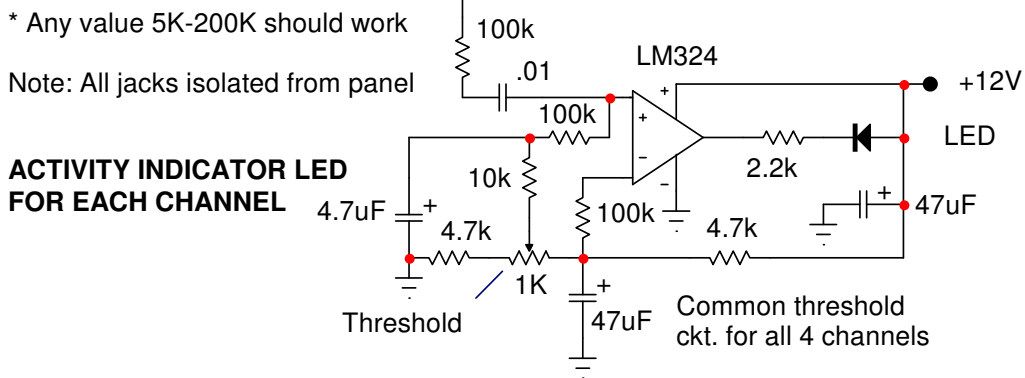 * Any value 5K-200K should work
100k
LM324
.01
+12V
Note: All jacks isolated from panel
+
+
100k
−
LED
ACTIVITY INDICATOR LED
FOR EACH CHANNEL
10k
−
2.2k
4.7uF
+
100k
+
47uF
4.7k
4.7k
1K
+
Threshold
47uF
Common threshold
ckt. for all 4 channels